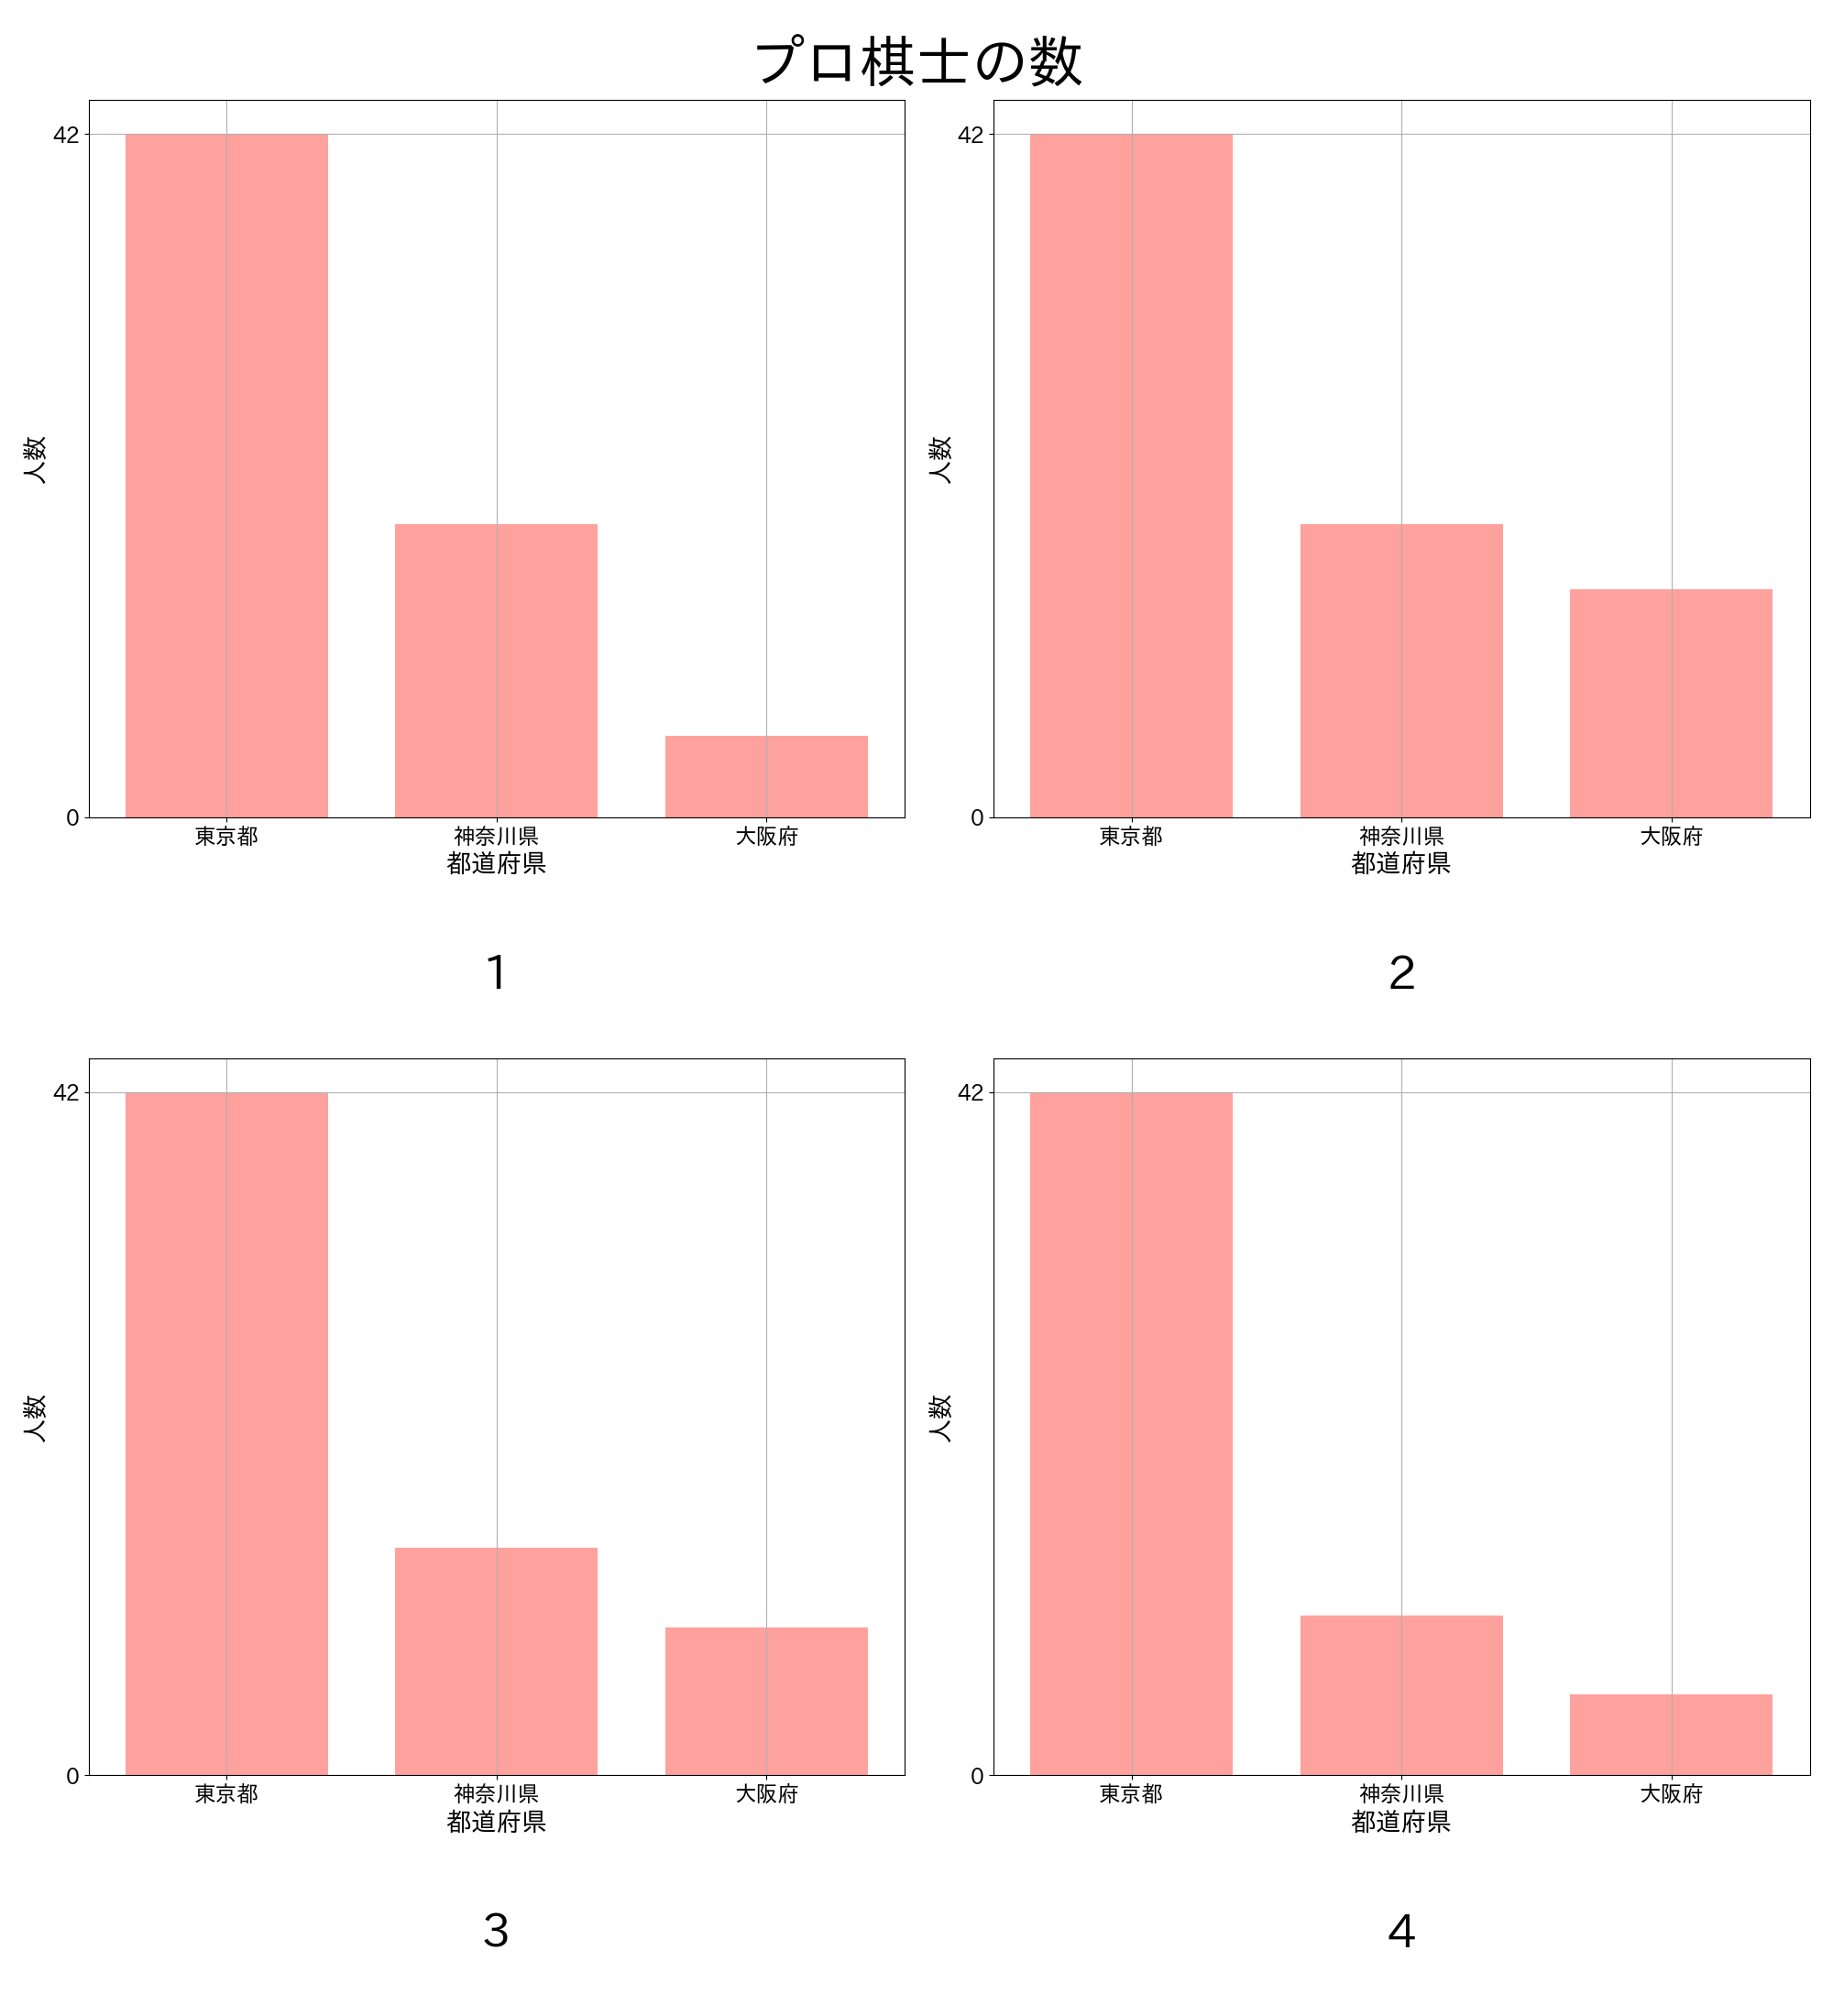 プロ棋士の数
42
0
人数
東京都 神奈川県 大阪府
都道府県
1
42
0
人数
東京都 神奈川県 大阪府
都道府県
2
42
0
人数
東京都 神奈川県 大阪府
都道府県
3
42
0
人数
東京都 神奈川県 大阪府
都道府県
4